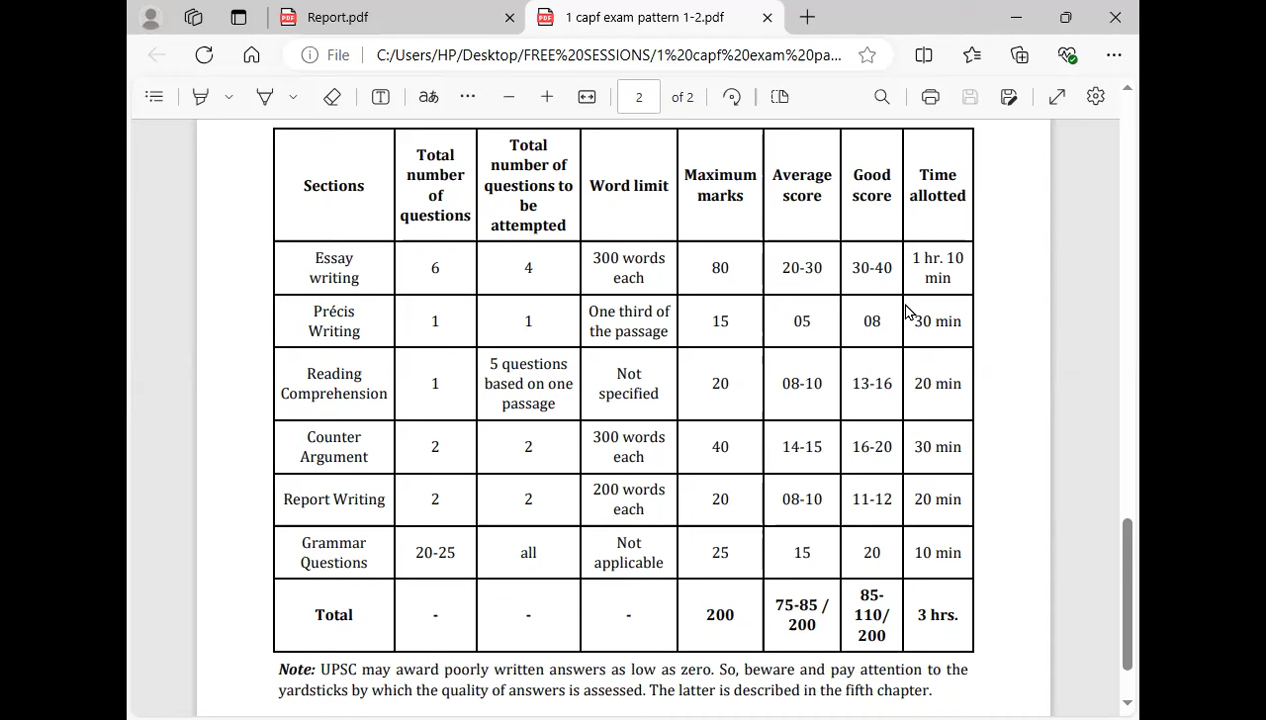 Report.pdf
1 capf exam pattern 1-2.pdf
File
C:/Users/HP/Desktop/FREE%20SESSIONS/1%20capf%20exam%20pa...
aあ
2
of 2
Sections
Total
number
of
questions
Total
number of
questions to
be
attempted
Word limit
Maximum
marks
Average
score
Good
score
Time
allotted
Essay
writing
6
4
300 words
each
80
20-30
30-40
1 hr. 10
min
Précis
Writing
1
1
One third of
the passage
15
05
08
30 min
Reading
Comprehension
1
5 questions
based on one
passage
Not
specified
20
08-10
13-16
20 min
Counter
Argument
2
2
300 words
each
40
14-15
16-20
30 min
Report Writing
2
2
200 words
each
20
08-10
11-12
20 min
Grammar
Questions
20-25
all
Not
applicable
25
15
20
10 min
Total
-
-
-
200
75-85 /
200
85-
110/
200
3 hrs.
Note: UPSC may award poorly written answers as low as zero. So, beware and pay attention to the
yardsticks by which the quality of answers is assessed. The latter is described in the fifth chapter.